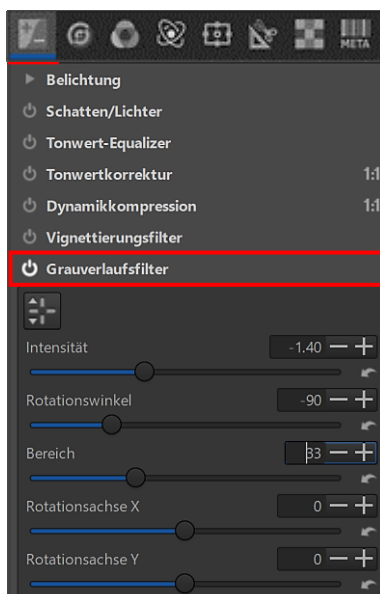 META
Belichtung
Schatten/Lichter
Tonwert-Equalizer
Tonwertkorrektur 1:1
Dynamikkompression 1:1
Vignettierungsfilter
Grauverlaufsfilter
Intensität -1.40
Rotationswinkel -90
Bereich 33
Rotationsachse X 0
Rotationsachse Y 0